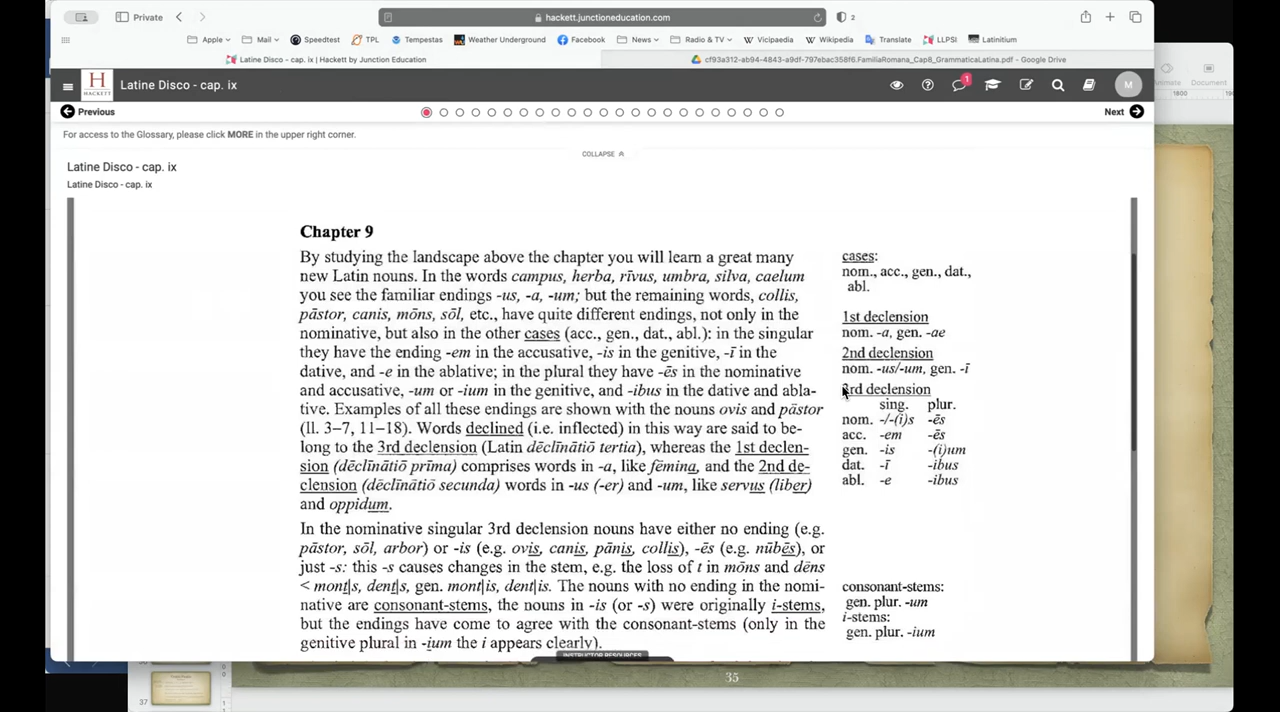 Private
hackett.junctioneducation.com
2
Apple
Mail
Speedtest
TPL
Tempestas
Weather Underground
Facebook
News
Radio & TV
Vicipaedia
Wikipedia
Translate
LLPSI
Latinitium
Latine Disco - cap. ix | Hackett by Junction Education
cf93a312-ab94-4843-a9df-797ebac358f6.FamiliaRomana_Cap8_GrammaticaLatina.pdf - Google Drive
H
HACKETT
Latine Disco - cap. ix
1
M
Previous
Next
For access to the Glossary, please click MORE in the upper right corner.
COLLAPSE
Latine Disco - cap. ix
Latine Disco - cap. ix
Chapter 9
By studying the landscape above the chapter you will learn a great many
new Latin nouns. In the words campus, herba, rīvus, umbra, silva, caelum
you see the familiar endings -us, -a, -um; but the remaining words, collis,
pāstor, canis, mōns, sōl, etc., have quite different endings, not only in the
nominative, but also in the other cases (acc., gen., dat., abl.): in the singular
they have the ending -em in the accusative, -is in the genitive, -ī in the
dative, and -e in the ablative; in the plural they have -ēs in the nominative
and accusative, -um or -ium in the genitive, and -ibus in the dative and abla-
tive. Examples of all these endings are shown with the nouns ovis and pāstor
(ll. 3–7, 11–18). Words declined (i.e. inflected) in this way are said to be-
long to the 3rd declension (Latin dēclīnātiō tertia), whereas the 1st declen-
sion (dēclīnātiō prīma) comprises words in -a, like fēmina, and the 2nd de-
clension (dēclīnātiō secunda) words in -us (-er) and -um, like servus (liber)
and oppidum.
In the nominative singular 3rd declension nouns have either no ending (e.g.
pāstor, sōl, arbor) or -is (e.g. ovis, canis, pānis, collis), -ēs (e.g. nūbēs), or
just -s: this -s causes changes in the stem, e.g. the loss of t in mōns and dēns
< mont|s, dent|s, gen. mont|is, dent|is. The nouns with no ending in the nomi-
native are consonant-stems, the nouns in -is (or -s) were originally i-stems,
but the endings have come to agree with the consonant-stems (only in the
genitive plural in -ium the i appears clearly).
cases:
nom., acc., gen., dat.,
abl.
1st declension
nom. -a, gen. -ae
2nd declension
nom. -us/-um, gen. -ī
3rd declension
sing. plur.
nom. -/-(i)s -ēs
acc. -em -ēs
gen. -is -(i)um
dat. -ī -ibus
abl. -e -ibus
consonant-stems:
gen. plur. -um
i-stems:
gen. plur. -ium
INSTRUCTOR RESOURCES
Animate
Document
1800
35
37